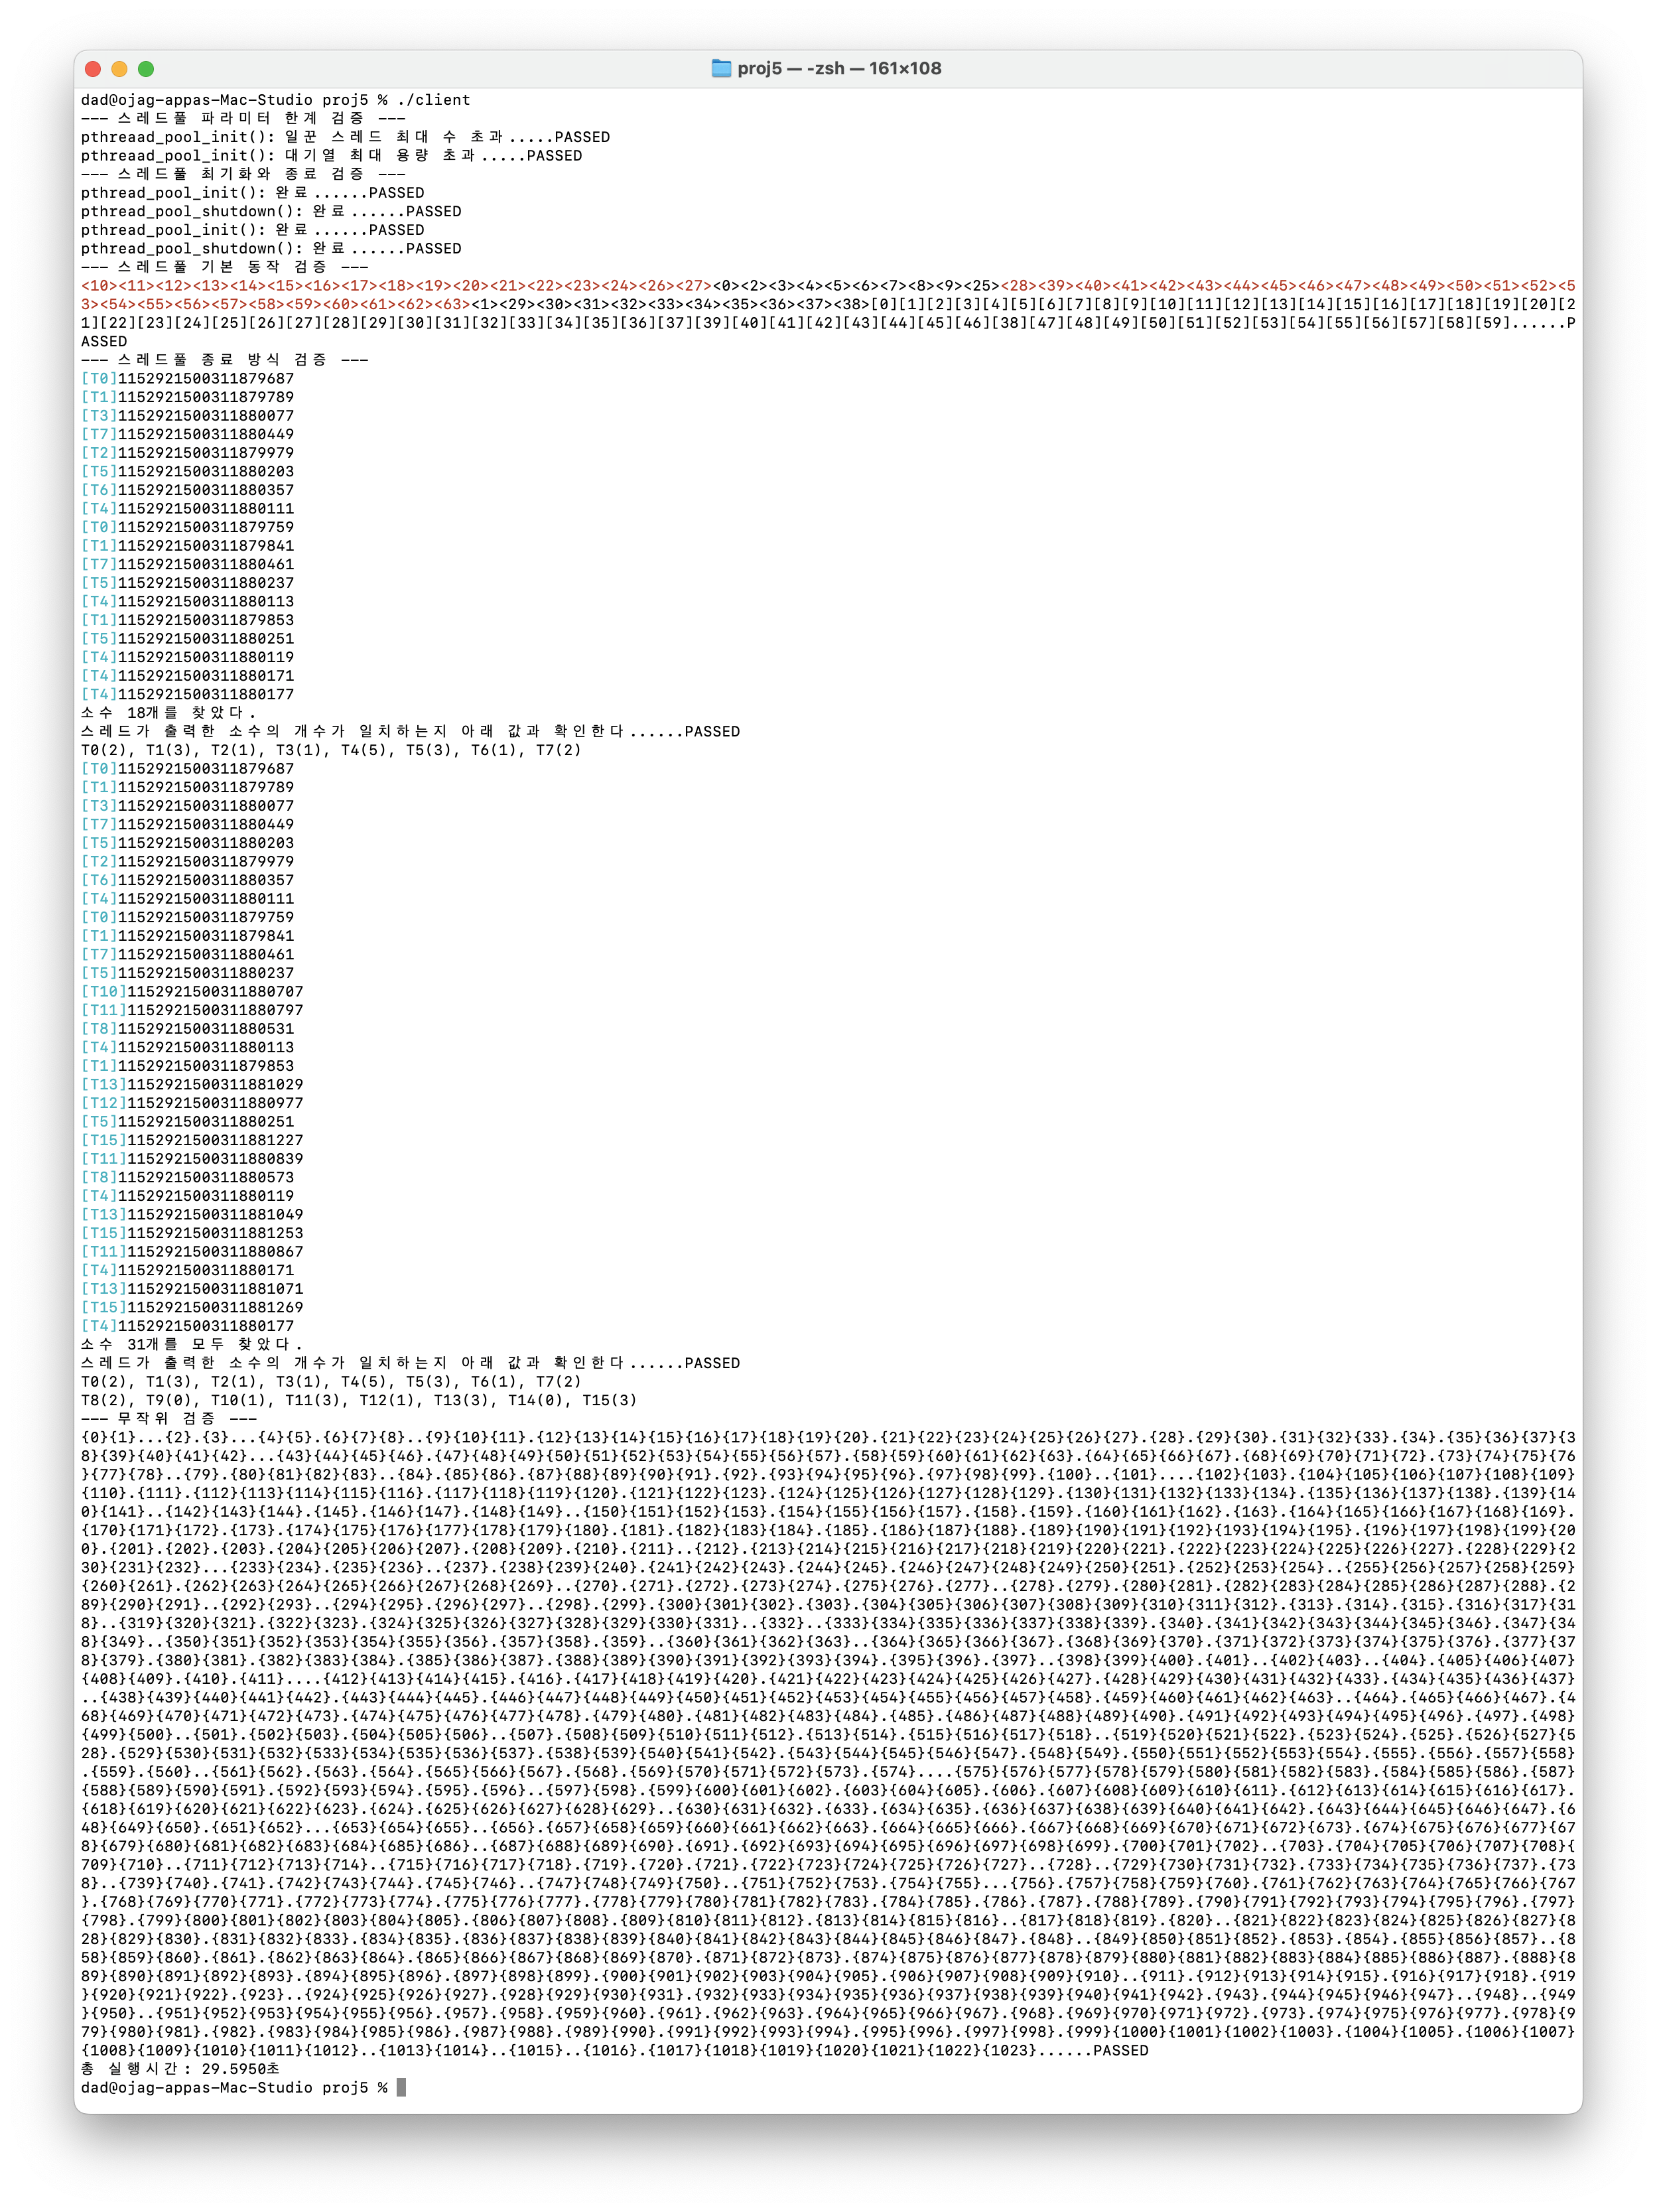 proj5 — -zsh — 161×108
dad@ojag-appas-Mac-Studio proj5 % ./client
--- 스레드풀 파라미터 한계 검증 ---
pthreaad_pool_init(): 일꾼 스레드 최대 수 초과.....PASSED
pthreaad_pool_init(): 대기열 최대 용량 초과.....PASSED
--- 스레드풀 최기화와 종료 검증 ---
pthread_pool_init(): 완료......PASSED
pthread_pool_shutdown(): 완료......PASSED
pthread_pool_init(): 완료......PASSED
pthread_pool_shutdown(): 완료......PASSED
--- 스레드풀 기본 동작 검증 ---
<10><11><12><13><14><15><16><17><18><19><20><21><22><23><24><26><27><0><2><3><4><5><6><7><8><9><25><28><39><40><41><42><43><44><45><46><47><48><49><50><51><52><5
3><54><55><56><57><58><59><60><61><62><63><1><29><30><31><32><33><34><35><36><37><38>[0][1][2][3][4][5][6][7][8][9][10][11][12][13][14][15][16][17][18][19][20][2
1][22][23][24][25][26][27][28][29][30][31][32][33][34][35][36][37][39][40][41][42][43][44][45][46][38][47][48][49][50][51][52][53][54][55][56][57][58][59]......P
ASSED
--- 스레드풀 종료 방식 검증 ---
[T0]1152921500311879687
[T1]1152921500311879789
[T3]1152921500311880077
[T7]1152921500311880449
[T2]1152921500311879979
[T5]1152921500311880203
[T6]1152921500311880357
[T4]1152921500311880111
[T0]1152921500311879759
[T1]1152921500311879841
[T7]1152921500311880461
[T5]1152921500311880237
[T4]1152921500311880113
[T1]1152921500311879853
[T5]1152921500311880251
[T4]1152921500311880119
[T4]1152921500311880171
[T4]1152921500311880177
소수 18개를 찾았다.
스레드가 출력한 소수의 개수가 일치하는지 아래 값과 확인한다......PASSED
T0(2), T1(3), T2(1), T3(1), T4(5), T5(3), T6(1), T7(2)
[T0]1152921500311879687
[T1]1152921500311879789
[T3]1152921500311880077
[T7]1152921500311880449
[T5]1152921500311880203
[T2]1152921500311879979
[T6]1152921500311880357
[T4]1152921500311880111
[T0]1152921500311879759
[T1]1152921500311879841
[T7]1152921500311880461
[T5]1152921500311880237
[T10]1152921500311880707
[T11]1152921500311880797
[T8]1152921500311880531
[T4]1152921500311880113
[T1]1152921500311879853
[T13]1152921500311881029
[T12]1152921500311880977
[T5]1152921500311880251
[T15]1152921500311881227
[T11]1152921500311880839
[T8]1152921500311880573
[T4]1152921500311880119
[T13]1152921500311881049
[T15]1152921500311881253
[T11]1152921500311880867
[T4]1152921500311880171
[T13]1152921500311881071
[T15]1152921500311881269
[T4]1152921500311880177
소수 31개를 모두 찾았다.
스레드가 출력한 소수의 개수가 일치하는지 아래 값과 확인한다......PASSED
T0(2), T1(3), T2(1), T3(1), T4(5), T5(3), T6(1), T7(2)
T8(2), T9(0), T10(1), T11(3), T12(1), T13(3), T14(0), T15(3)
--- 무작위 검증 ---
{0}{1}...{2}.{3}...{4}{5}.{6}{7}{8}..{9}{10}{11}.{12}{13}{14}{15}{16}{17}{18}{19}{20}.{21}{22}{23}{24}{25}{26}{27}.{28}.{29}{30}.{31}{32}{33}.{34}.{35}{36}{37}{3
8}{39}{40}{41}{42}...{43}{44}{45}{46}.{47}{48}{49}{50}{51}{52}{53}{54}{55}{56}{57}.{58}{59}{60}{61}{62}{63}.{64}{65}{66}{67}.{68}{69}{70}{71}{72}.{73}{74}{75}{76
}{77}{78}..{79}.{80}{81}{82}{83}..{84}.{85}{86}.{87}{88}{89}{90}{91}.{92}.{93}{94}{95}{96}.{97}{98}{99}.{100}..{101}....{102}{103}.{104}{105}{106}{107}{108}{109}
{110}.{111}.{112}{113}{114}{115}{116}.{117}{118}{119}{120}.{121}{122}{123}.{124}{125}{126}{127}{128}{129}.{130}{131}{132}{133}{134}.{135}{136}{137}{138}.{139}{14
0}{141}..{142}{143}{144}.{145}.{146}{147}.{148}{149}..{150}{151}{152}{153}.{154}{155}{156}{157}.{158}.{159}.{160}{161}{162}.{163}.{164}{165}{166}{167}{168}{169}.
{170}{171}{172}.{173}.{174}{175}{176}{177}{178}{179}{180}.{181}.{182}{183}{184}.{185}.{186}{187}{188}.{189}{190}{191}{192}{193}{194}{195}.{196}{197}{198}{199}{20
0}.{201}.{202}.{203}.{204}{205}{206}{207}.{208}{209}.{210}.{211}..{212}.{213}{214}{215}{216}{217}{218}{219}{220}{221}.{222}{223}{224}{225}{226}{227}.{228}{229}{2
30}{231}{232}...{233}{234}.{235}{236}..{237}.{238}{239}{240}.{241}{242}{243}.{244}{245}.{246}{247}{248}{249}{250}{251}.{252}{253}{254}..{255}{256}{257}{258}{259}
{260}{261}.{262}{263}{264}{265}{266}{267}{268}{269}..{270}.{271}.{272}.{273}{274}.{275}{276}.{277}..{278}.{279}.{280}{281}.{282}{283}{284}{285}{286}{287}{288}.{2
89}{290}{291}..{292}{293}..{294}{295}.{296}{297}..{298}.{299}.{300}{301}{302}.{303}.{304}{305}{306}{307}{308}{309}{310}{311}{312}.{313}.{314}.{315}.{316}{317}{31
8}..{319}{320}{321}.{322}{323}.{324}{325}{326}{327}{328}{329}{330}{331}..{332}..{333}{334}{335}{336}{337}{338}{339}.{340}.{341}{342}{343}{344}{345}{346}.{347}{34
8}{349}..{350}{351}{352}{353}{354}{355}{356}.{357}{358}.{359}..{360}{361}{362}{363}..{364}{365}{366}{367}.{368}{369}{370}.{371}{372}{373}{374}{375}{376}.{377}{37
8}{379}.{380}{381}.{382}{383}{384}.{385}{386}{387}.{388}{389}{390}{391}{392}{393}{394}.{395}{396}.{397}..{398}{399}{400}.{401}..{402}{403}..{404}.{405}{406}{407}
{408}{409}.{410}.{411}....{412}{413}{414}{415}.{416}.{417}{418}{419}{420}.{421}{422}{423}{424}{425}{426}{427}.{428}{429}{430}{431}{432}{433}.{434}{435}{436}{437}
..{438}{439}{440}{441}{442}.{443}{444}{445}.{446}{447}{448}{449}{450}{451}{452}{453}{454}{455}{456}{457}{458}.{459}{460}{461}{462}{463}..{464}.{465}{466}{467}.{4
68}{469}{470}{471}{472}{473}.{474}{475}{476}{477}{478}.{479}{480}.{481}{482}{483}{484}.{485}.{486}{487}{488}{489}{490}.{491}{492}{493}{494}{495}{496}.{497}.{498}
{499}{500}..{501}.{502}{503}.{504}{505}{506}..{507}.{508}{509}{510}{511}{512}.{513}{514}.{515}{516}{517}{518}..{519}{520}{521}{522}.{523}{524}.{525}.{526}{527}{5
28}.{529}{530}{531}{532}{533}{534}{535}{536}{537}.{538}{539}{540}{541}{542}.{543}{544}{545}{546}{547}.{548}{549}.{550}{551}{552}{553}{554}.{555}.{556}.{557}{558}
.{559}.{560}..{561}{562}.{563}.{564}.{565}{566}{567}.{568}.{569}{570}{571}{572}{573}.{574}....{575}{576}{577}{578}{579}{580}{581}{582}{583}.{584}{585}{586}.{587}
{588}{589}{590}{591}.{592}{593}{594}.{595}.{596}..{597}{598}.{599}{600}{601}{602}.{603}{604}{605}.{606}.{607}{608}{609}{610}{611}.{612}{613}{614}{615}{616}{617}.
{618}{619}{620}{621}{622}{623}.{624}.{625}{626}{627}{628}{629}..{630}{631}{632}.{633}.{634}{635}.{636}{637}{638}{639}{640}{641}{642}.{643}{644}{645}{646}{647}.{6
48}{649}{650}.{651}{652}...{653}{654}{655}..{656}.{657}{658}{659}{660}{661}{662}{663}.{664}{665}{666}.{667}{668}{669}{670}{671}{672}{673}.{674}{675}{676}{677}{67
8}{679}{680}{681}{682}{683}{684}{685}{686}..{687}{688}{689}{690}.{691}.{692}{693}{694}{695}{696}{697}{698}{699}.{700}{701}{702}..{703}.{704}{705}{706}{707}{708}{
709}{710}..{711}{712}{713}{714}..{715}{716}{717}{718}.{719}.{720}.{721}.{722}{723}{724}{725}{726}{727}..{728}..{729}{730}{731}{732}.{733}{734}{735}{736}{737}.{73
8}..{739}{740}.{741}.{742}{743}{744}.{745}{746}..{747}{748}{749}{750}..{751}{752}{753}.{754}{755}...{756}.{757}{758}{759}{760}.{761}{762}{763}{764}{765}{766}{767
}.{768}{769}{770}{771}.{772}{773}{774}.{775}{776}{777}.{778}{779}{780}{781}{782}{783}.{784}{785}.{786}.{787}.{788}{789}.{790}{791}{792}{793}{794}{795}{796}.{797}
{798}.{799}{800}{801}{802}{803}{804}{805}.{806}{807}{808}.{809}{810}{811}{812}.{813}{814}{815}{816}..{817}{818}{819}.{820}..{821}{822}{823}{824}{825}{826}{827}{8
28}{829}{830}.{831}{832}{833}.{834}{835}.{836}{837}{838}{839}{840}{841}{842}{843}{844}{845}{846}{847}.{848}..{849}{850}{851}{852}.{853}.{854}.{855}{856}{857}..{8
58}{859}{860}.{861}.{862}{863}{864}.{865}{866}{867}{868}{869}{870}.{871}{872}{873}.{874}{875}{876}{877}{878}{879}{880}{881}{882}{883}{884}{885}{886}{887}.{888}{8
89}{890}{891}{892}{893}.{894}{895}{896}.{897}{898}{899}.{900}{901}{902}{903}{904}{905}.{906}{907}{908}{909}{910}..{911}.{912}{913}{914}{915}.{916}{917}{918}.{919
}{920}{921}{922}.{923}..{924}{925}{926}{927}.{928}{929}{930}{931}.{932}{933}{934}{935}{936}{937}{938}{939}{940}{941}{942}.{943}.{944}{945}{946}{947}..{948}..{949
}{950}..{951}{952}{953}{954}{955}{956}.{957}.{958}.{959}{960}.{961}.{962}{963}.{964}{965}{966}{967}.{968}.{969}{970}{971}{972}.{973}.{974}{975}{976}{977}.{978}{9
79}{980}{981}.{982}.{983}{984}{985}{986}.{987}{988}.{989}{990}.{991}{992}{993}{994}.{995}{996}.{997}{998}.{999}{1000}{1001}{1002}{1003}.{1004}{1005}.{1006}{1007}
{1008}{1009}{1010}{1011}{1012}..{1013}{1014}..{1015}..{1016}.{1017}{1018}{1019}{1020}{1021}{1022}{1023}......PASSED
총 실행시간: 29.5950초
dad@ojag-appas-Mac-Studio proj5 %